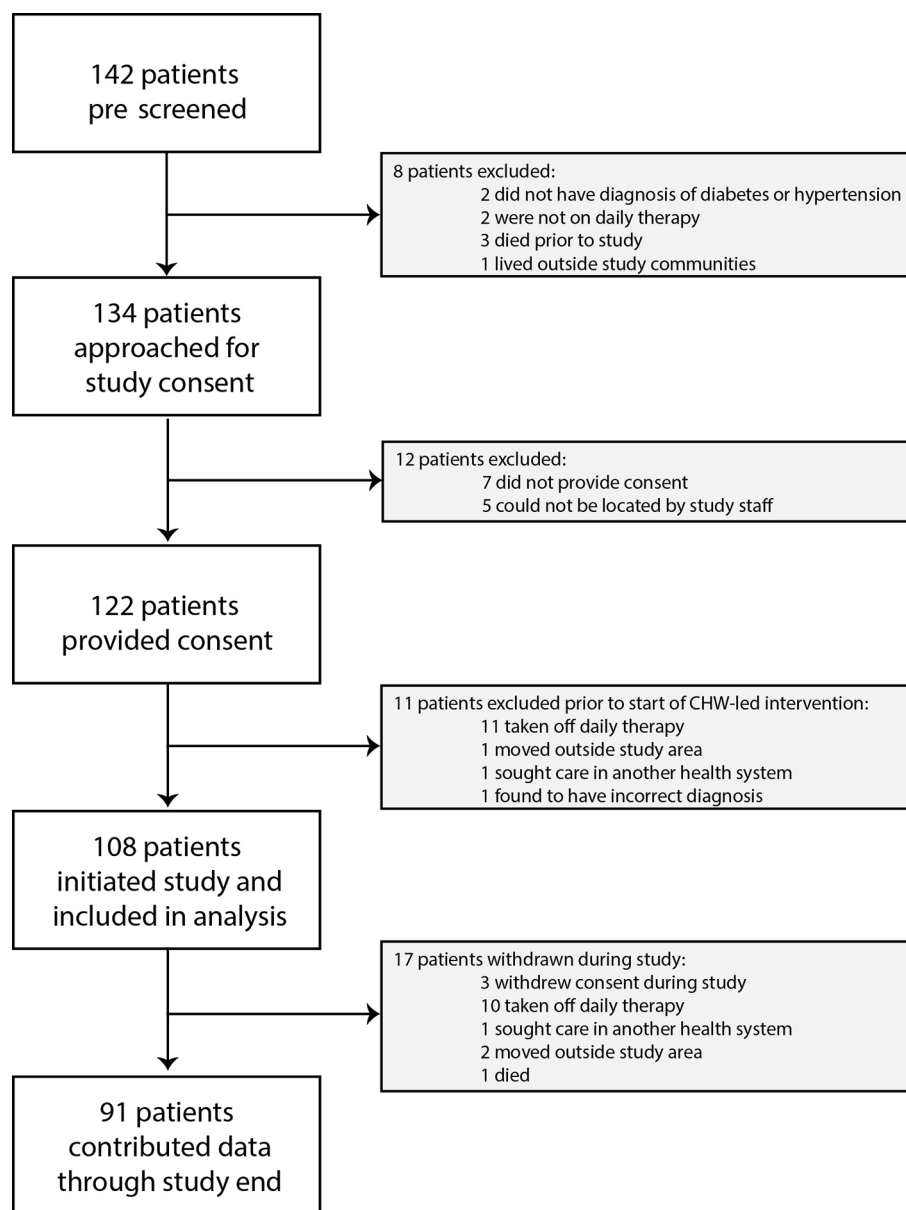 142 patients
pre screened
8 patients excluded:
2 did not have diagnosis of diabetes or hypertension
2 were not on daily therapy
3 died prior to study
1 lived outside study communities
134 patients
approached for
study consent
12 patients excluded:
7 did not provide consent
5 could not be located by study staff
122 patients
provided consent
11 patients excluded prior to start of CHW-led intervention:
11 taken off daily therapy
1 moved outside study area
1 sought care in another health system
1 found to have incorrect diagnosis
108 patients
initiated study and
included in analysis
17 patients withdrawn during study:
3 withdrew consent during study
10 taken off daily therapy
1 sought care in another health system
2 moved outside study area
1 died
91 patients
contributed data
through study end